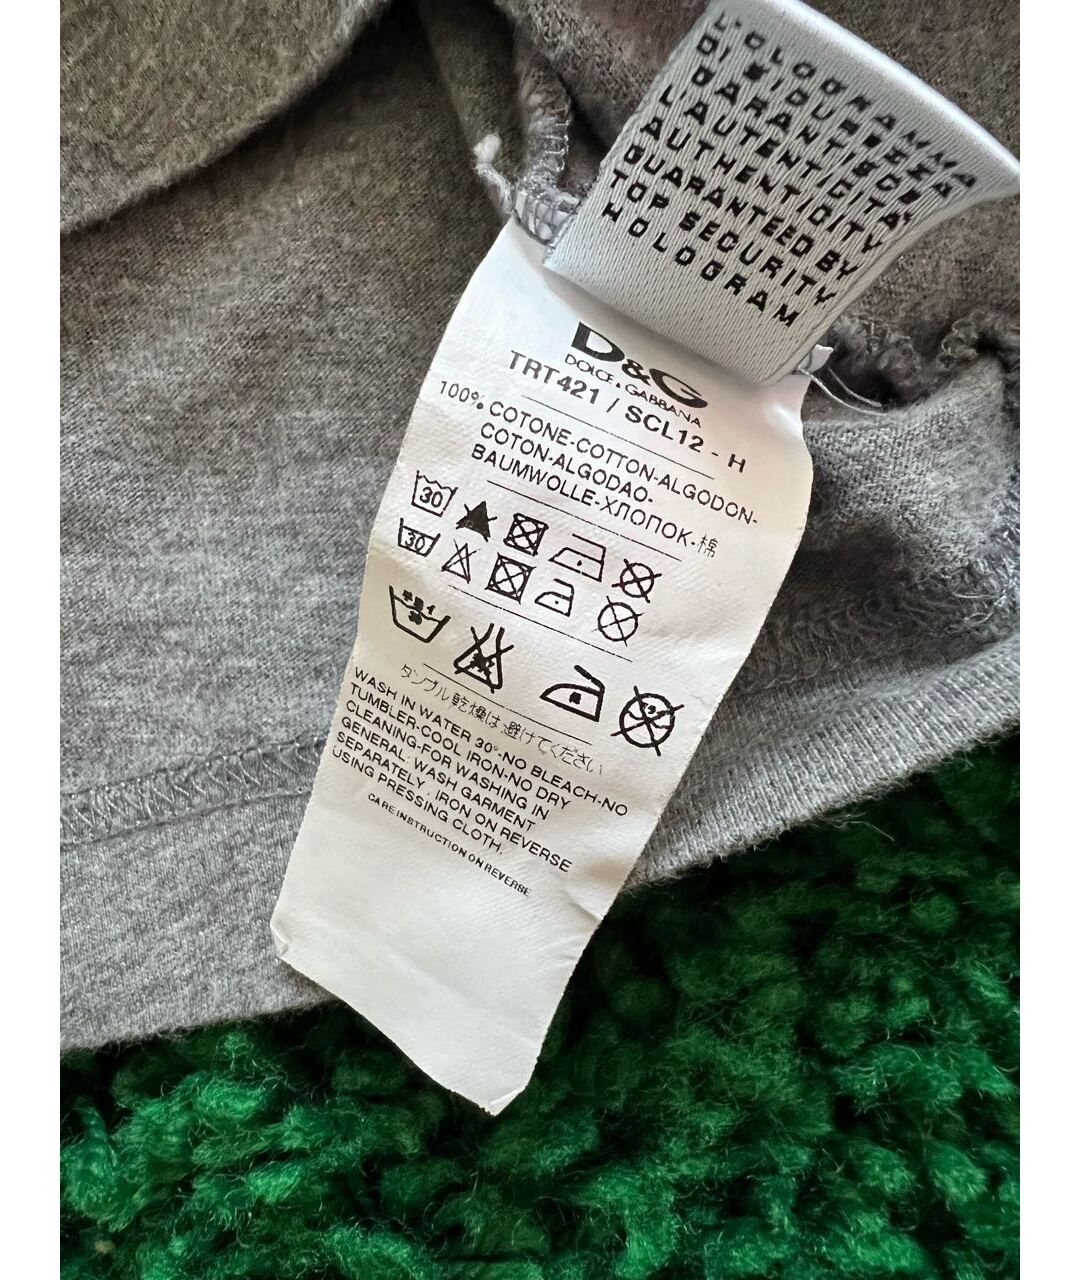 L'OLOGRAMMA
DI SICUREZZA
GARANTISCE
L'AUTENTICITA'
AUTHENTICITY
GUARANTEED BY
TOP SECURITY
HOLOGRAM
D&G
DOLCE & GABBANA
TRT421 / SCL12 - H
100% COTONE-COTTON-ALGODON-
COTON-ALGODAO-
BAUMWOLLE-ХЛОПОК-棉
30
30
30
タンブル乾燥は避けてください
WASH IN WATER 30°-NO BLEACH-NO
TUMBLER-COOL IRON-NO DRY
CLEANING-FOR WASHING IN
GENERAL. WASH GARMENT
SEPARATELY . IRON ON REVERSE
USING PRESSING CLOTH.
CARE INSTRUCTION ON REVERSE